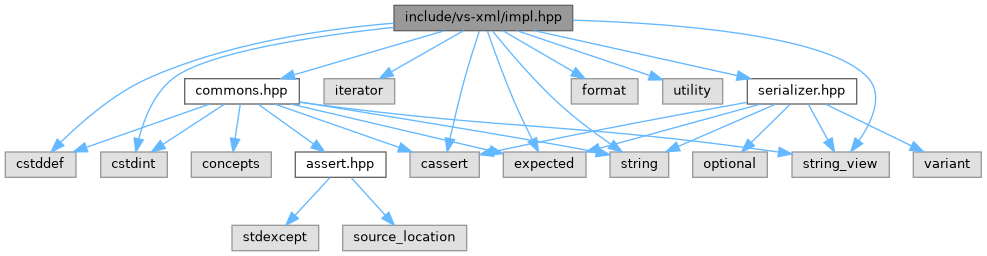 include/vs-xml/impl.hpp
commons.hpp
iterator
format
utility
serializer.hpp
cstddef
cstdint
concepts
assert.hpp
cassert
expected
string
optional
string_view
variant
stdexcept
source_location